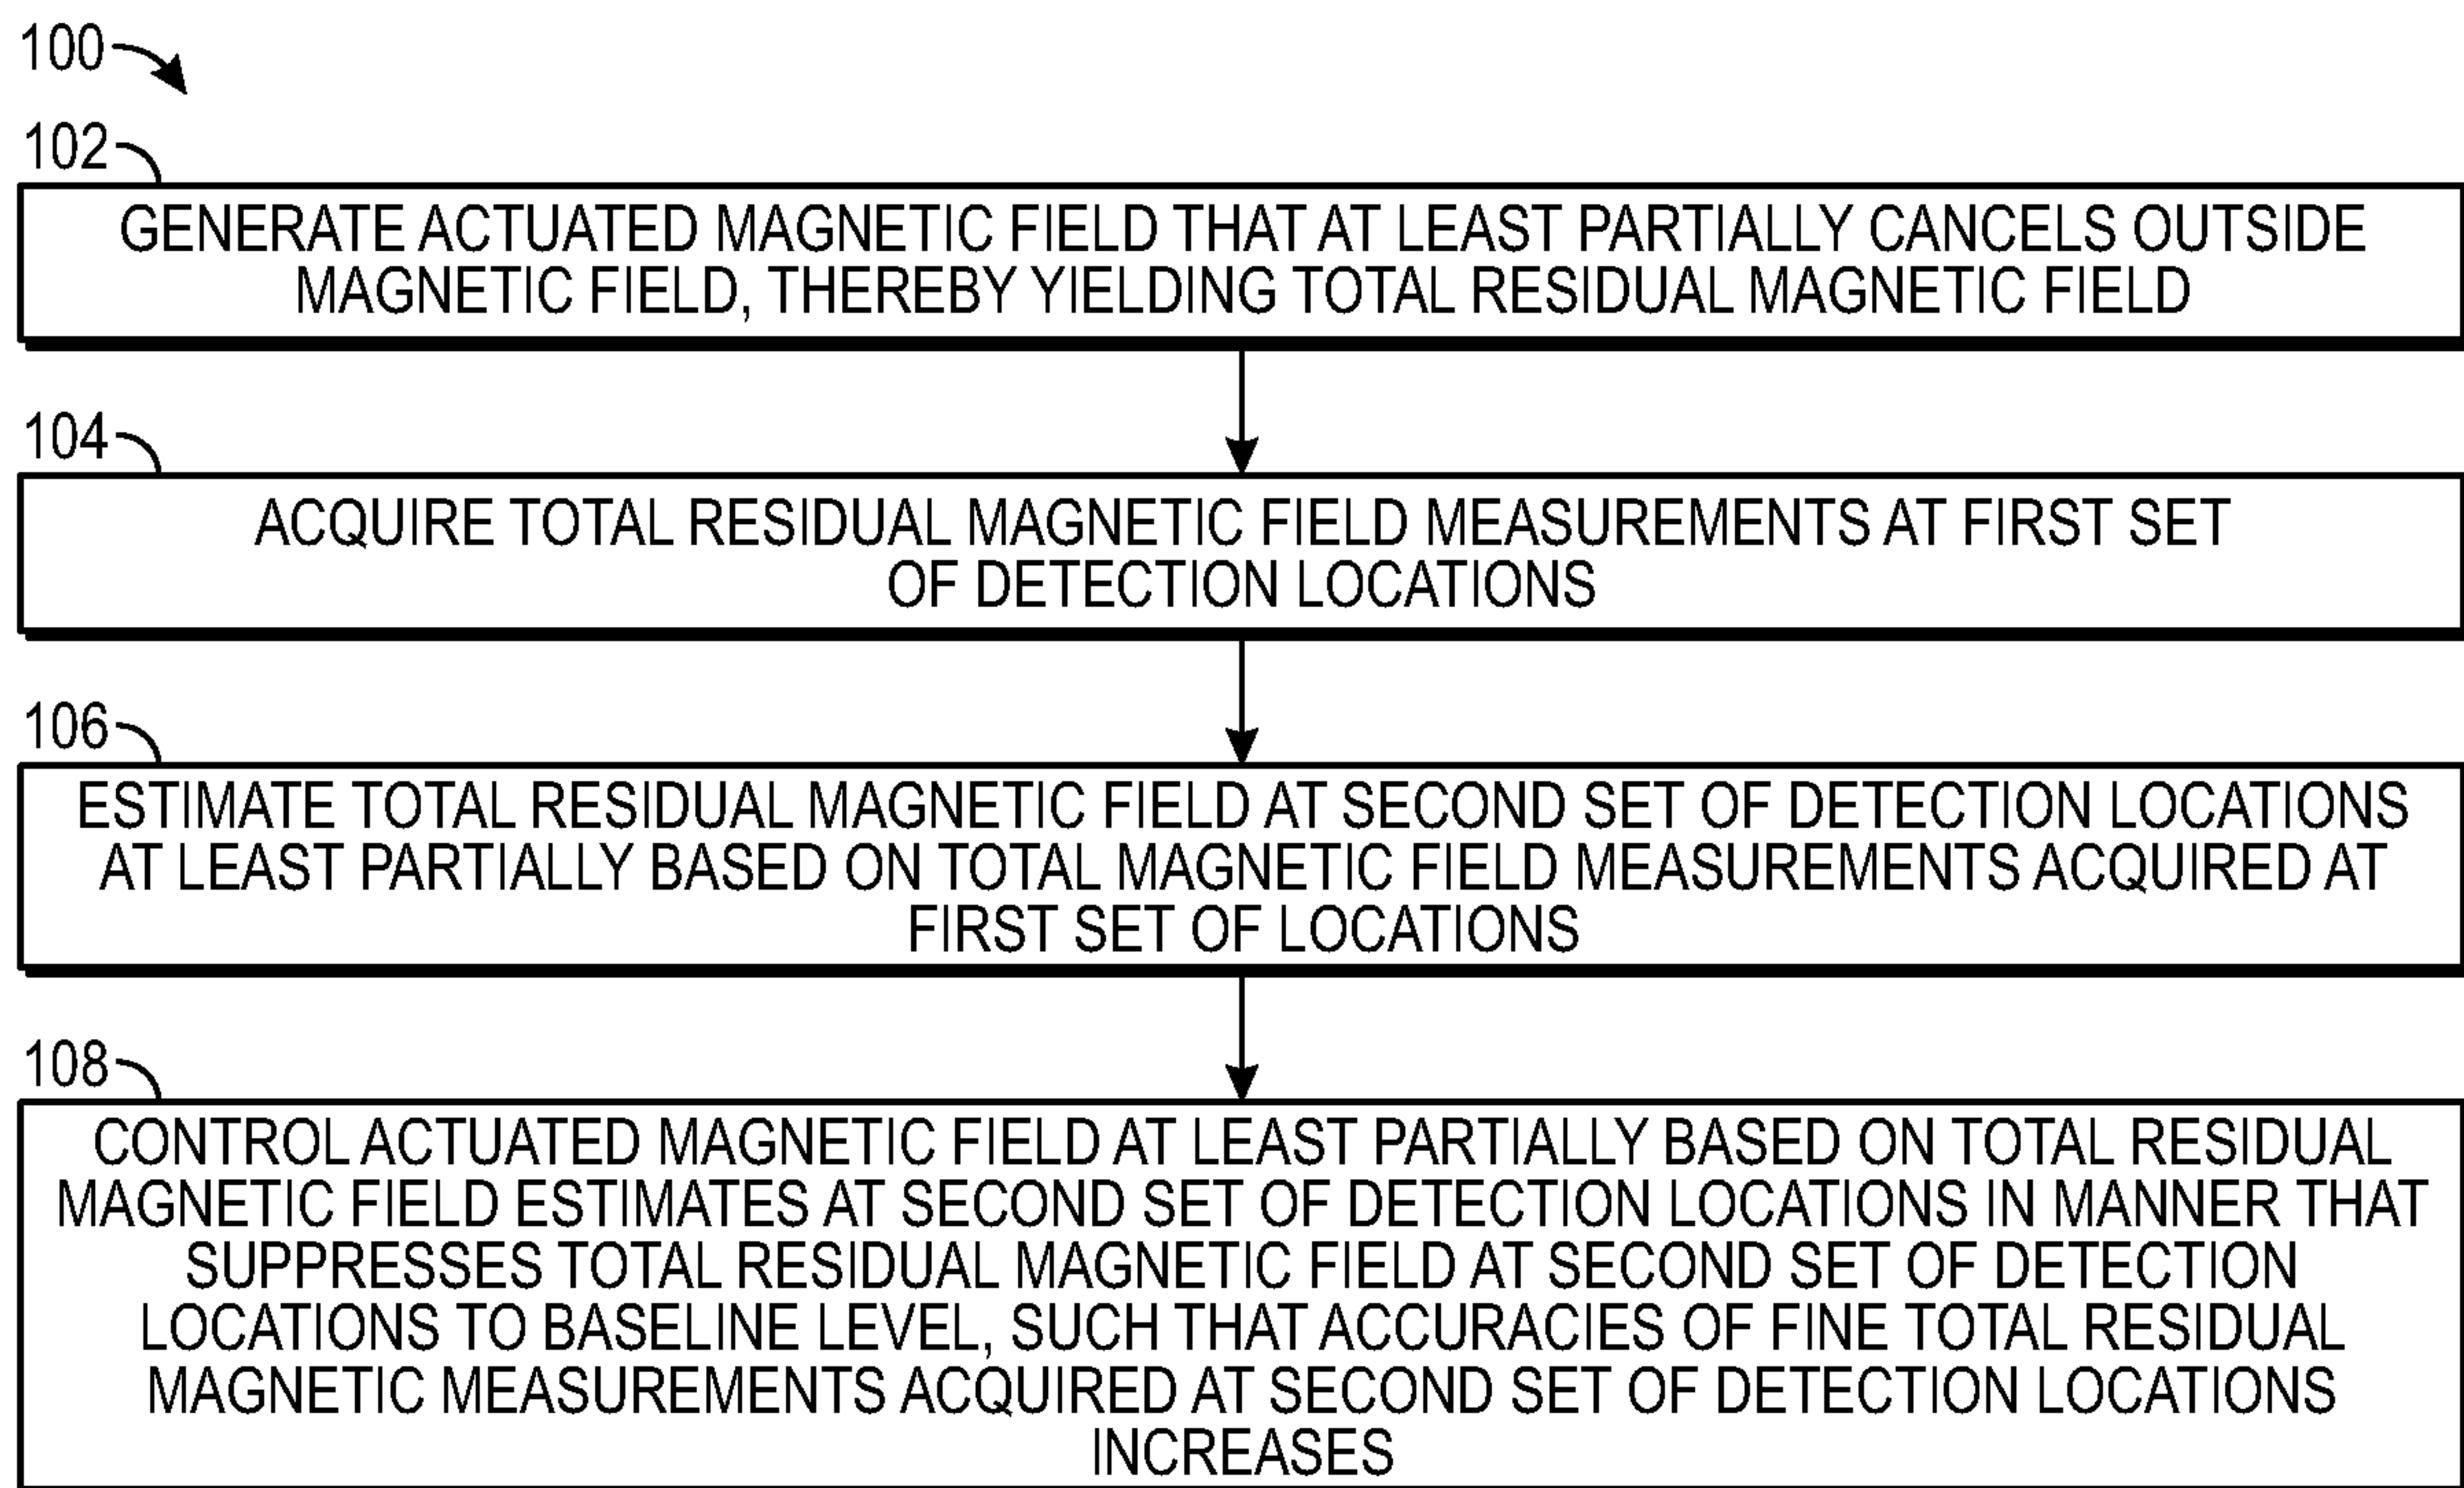 100
102
GENERATE ACTUATED MAGNETIC FIELD THAT AT LEAST PARTIALLY CANCELS OUTSIDE
MAGNETIC FIELD, THEREBY YIELDING TOTAL RESIDUAL MAGNETIC FIELD
104
ACQUIRE TOTAL RESIDUAL MAGNETIC FIELD MEASUREMENTS AT FIRST SET
OF DETECTION LOCATIONS
106
ESTIMATE TOTAL RESIDUAL MAGNETIC FIELD AT SECOND SET OF DETECTION LOCATIONS
AT LEAST PARTIALLY BASED ON TOTAL MAGNETIC FIELD MEASUREMENTS ACQUIRED AT
FIRST SET OF LOCATIONS
108
CONTROL ACTUATED MAGNETIC FIELD AT LEAST PARTIALLY BASED ON TOTAL RESIDUAL
MAGNETIC FIELD ESTIMATES AT SECOND SET OF DETECTION LOCATIONS IN MANNER THAT
SUPPRESSES TOTAL RESIDUAL MAGNETIC FIELD AT SECOND SET OF DETECTION
LOCATIONS TO BASELINE LEVEL, SUCH THAT ACCURACIES OF FINE TOTAL RESIDUAL
MAGNETIC MEASUREMENTS ACQUIRED AT SECOND SET OF DETECTION LOCATIONS
INCREASES